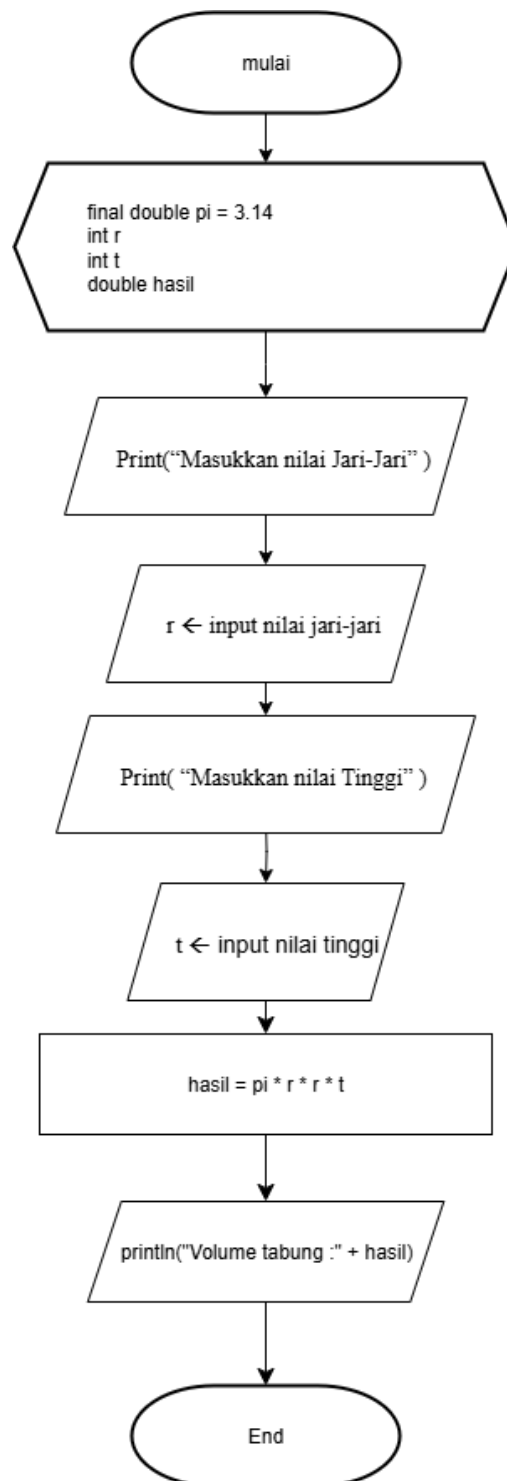 mulai
final double pi = 3.14
int r
int t
double hasil
Print(“Masukkan nilai Jari-Jari” )
r ← input nilai jari-jari
Print( “Masukkan nilai Tinggi” )
t ← input nilai tinggi
hasil = pi * r * r * t
println("Volume tabung :" + hasil)
End